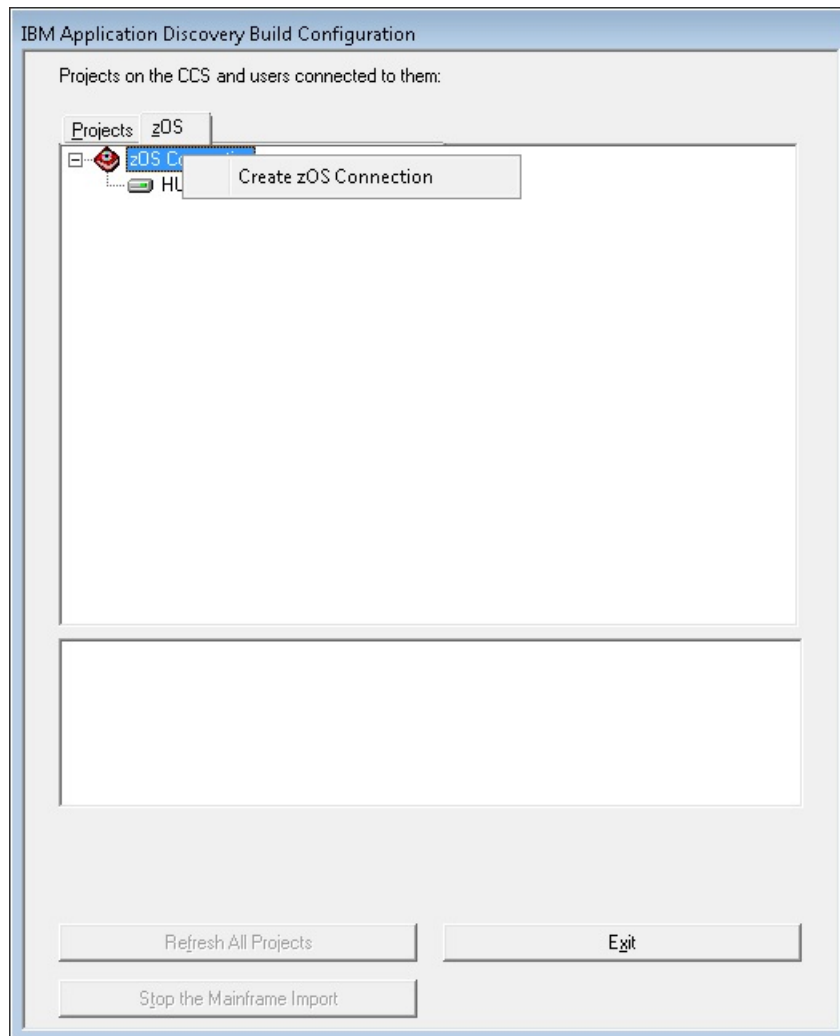 IBM Application Discovery Build Configuration
Projects on the CCS and users connected to them:
Projects zOS
zOS
Create zOS Connection
Refresh All Projects
Exit
Stop the Mainframe Import